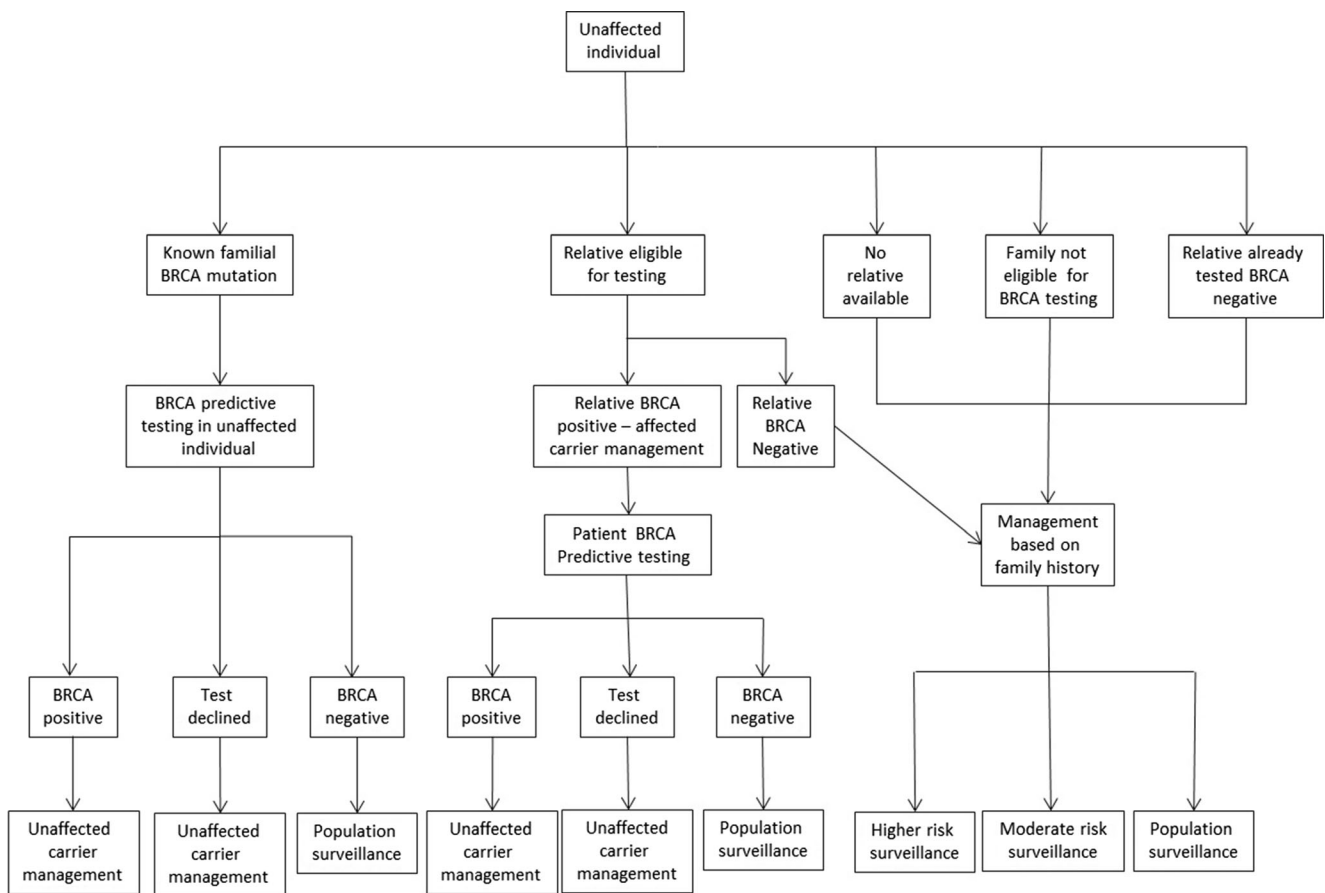 Unaffected
individual
Known familial
BRCA mutation
Relative eligible
for testing
No
relative
available
Family not
eligible for
BRCA testing
Relative already
tested BRCA
negative
BRCA predictive
testing in unaffected
individual
Relative BRCA
positive – affected
carrier management
Relative
BRCA
Negative
Patient BRCA
Predictive testing
Management
based on
family history
BRCA
positive
Test
declined
BRCA
negative
BRCA
positive
Test
declined
BRCA
negative
Unaffected
carrier
management
Unaffected
carrier
management
Population
surveillance
Unaffected
carrier
management
Unaffected
carrier
management
Population
surveillance
Higher risk
surveillance
Moderate risk
surveillance
Population
surveillance